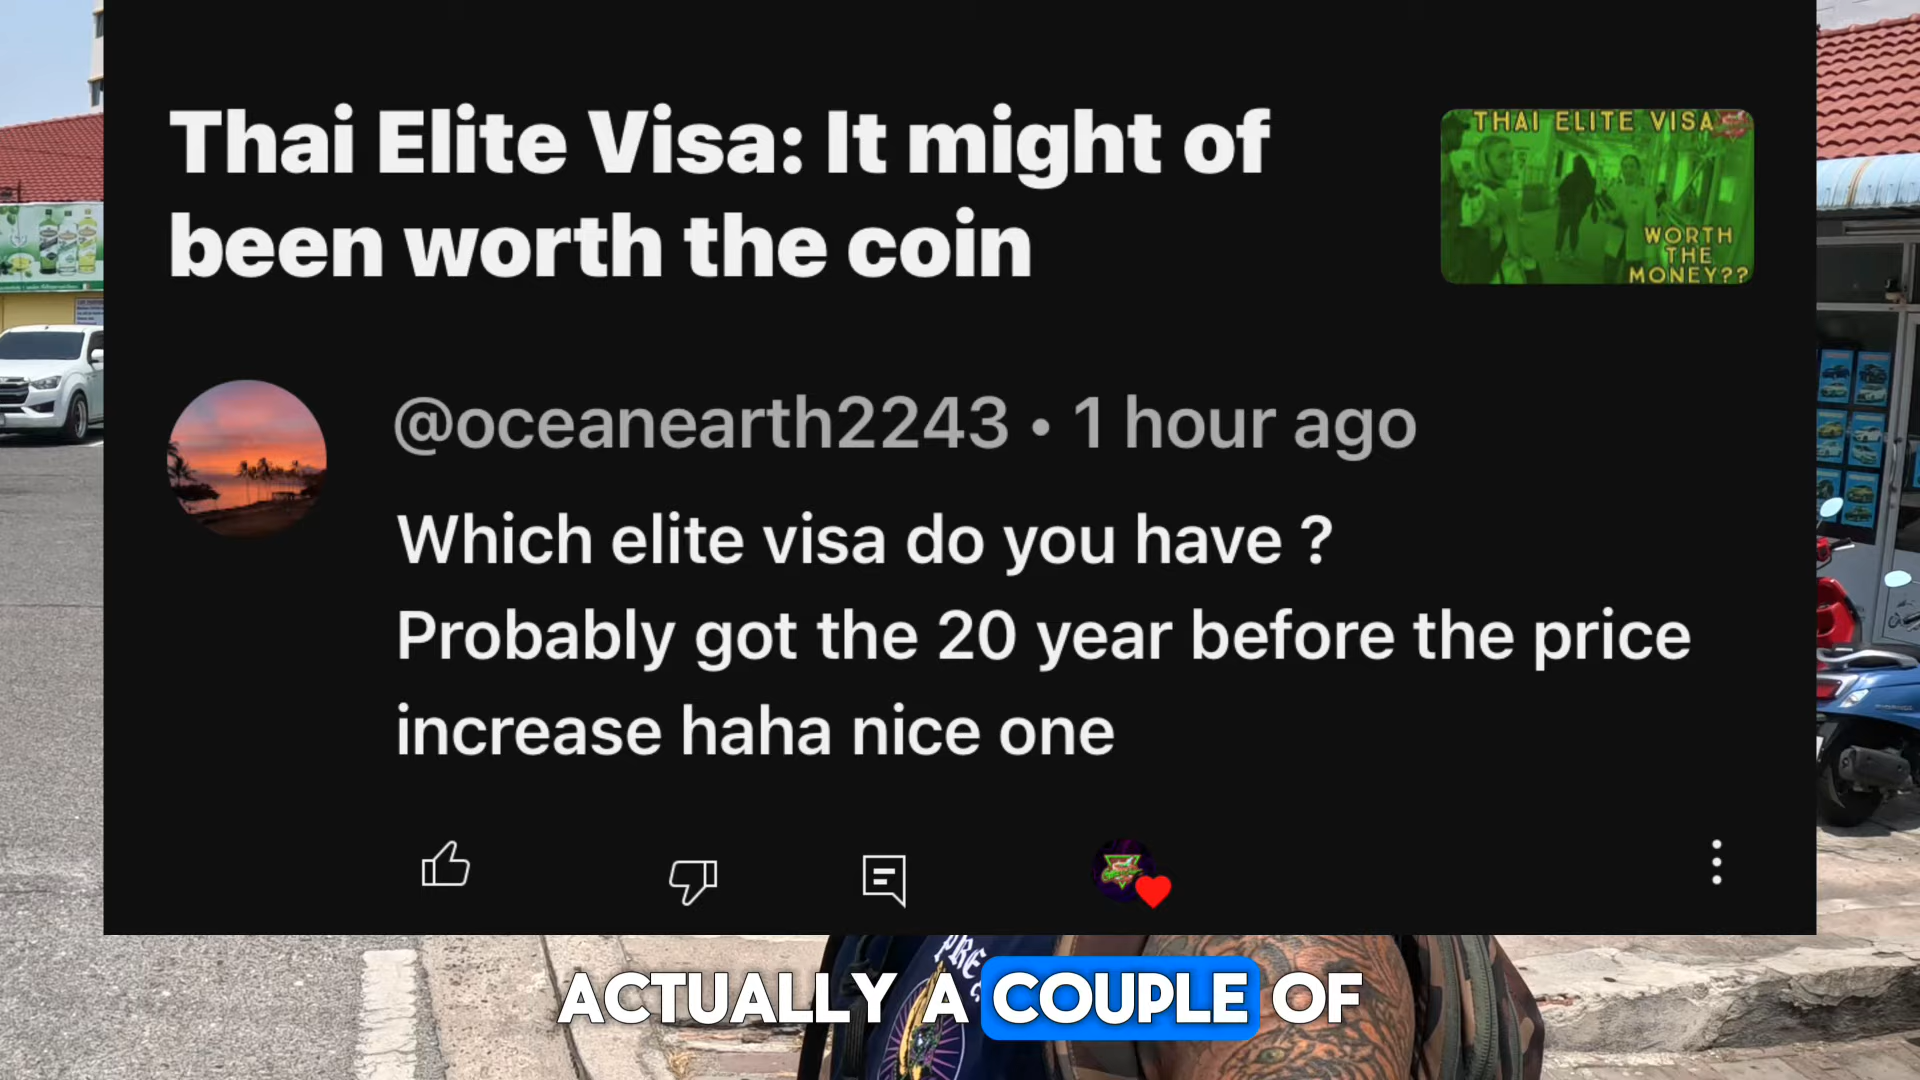 Thai Elite Visa: It might of
been worth the coin
THAI ELITE VISA
WORTH
THE
MONEY??
@oceanearth2243 • 1 hour ago
Which elite visa do you have ?
Probably got the 20 year before the price
increase haha nice one
PRE
ACTUALLY A COUPLE OF